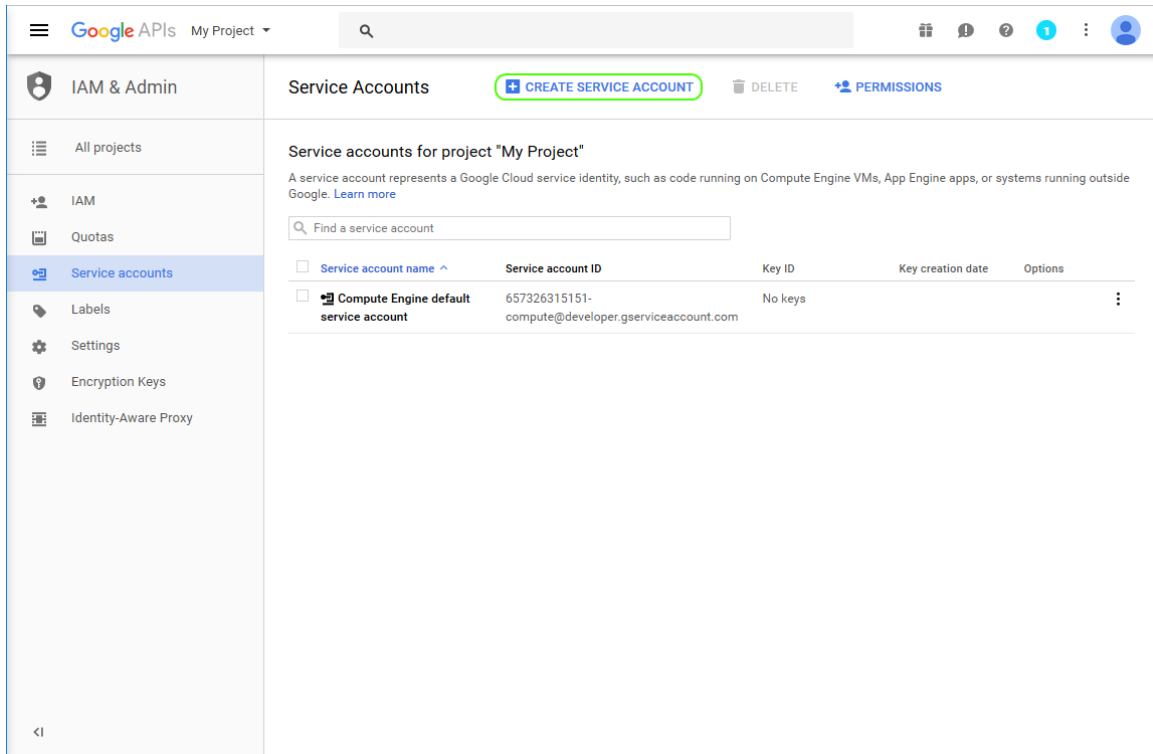 Google APIs My Project
1
IAM & Admin
Service Accounts
CREATE SERVICE ACCOUNT
DELETE
PERMISSIONS
All projects
IAM
Quotas
Service accounts
Labels
Settings
Encryption Keys
Identity-Aware Proxy
Service accounts for project "My Project"
A service account represents a Google Cloud service identity, such as code running on Compute Engine VMs, App Engine apps, or systems running outside
Google. Learn more
Find a service account
Service account name Service account ID Key ID Key creation date Options
Compute Engine default 657326315151- No keys
service account compute@developer.gserviceaccount.com